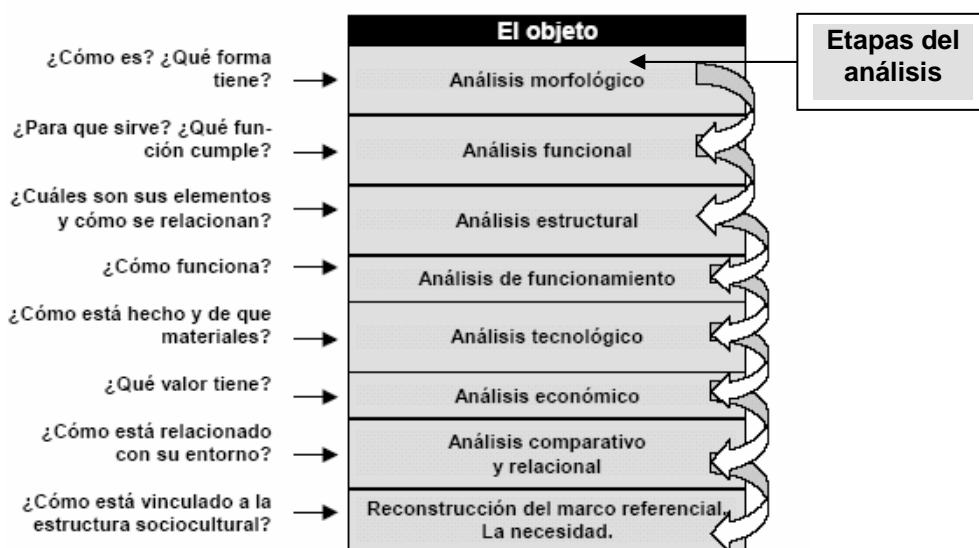 El objeto
Etapas del
análisis
¿Cómo es? ¿Qué forma
tiene?
Análisis morfológico
¿Para que sirve? ¿Qué fun-
ción cumple?
Análisis funcional
¿Cuáles son sus elementos
y cómo se relacionan?
Análisis estructural
¿Cómo funciona?
Análisis de funcionamiento
¿Cómo está hecho y de que
materiales?
Análisis tecnológico
¿Qué valor tiene?
Análisis económico
¿Cómo está relacionado
con su entorno?
Análisis comparativo
y relacional
¿Cómo está vinculado a la
estructura sociocultural?
Reconstrucción del marco referencial.
La necesidad.